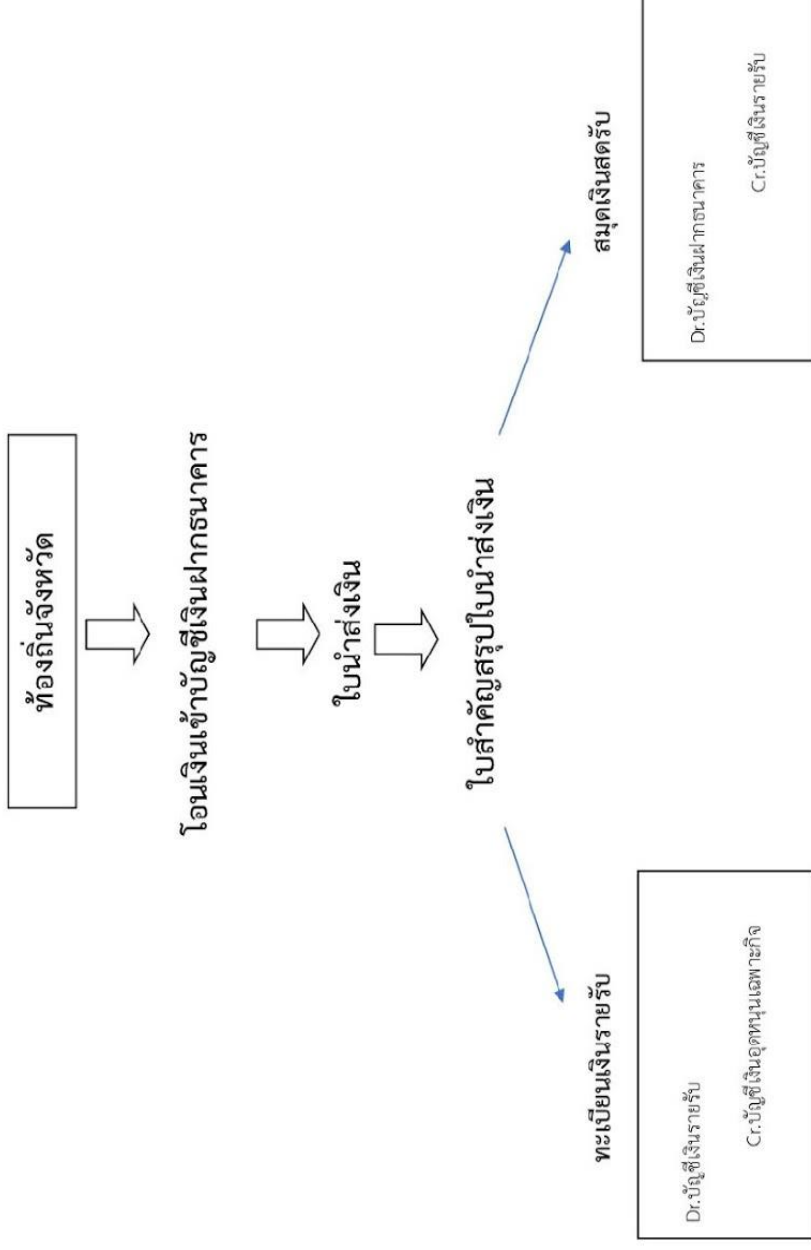 ท้องถิ่นจังหวัด
โอนเงินเข้าบัญชีเงินฝากธนาคาร
ใบนำส่งเงิน
ใบสำคัญสรุปใบนำส่งเงิน
ทะเบียนเงินรายรับ
Dr.บัญชีเงินรายรับ
Cr.บัญชีเงินอุดหนุนเฉพาะกิจ
สมุดเงินสดรับ
Dr.บัญชีเงินฝากธนาคาร
Cr.บัญชีเงินรายรับ